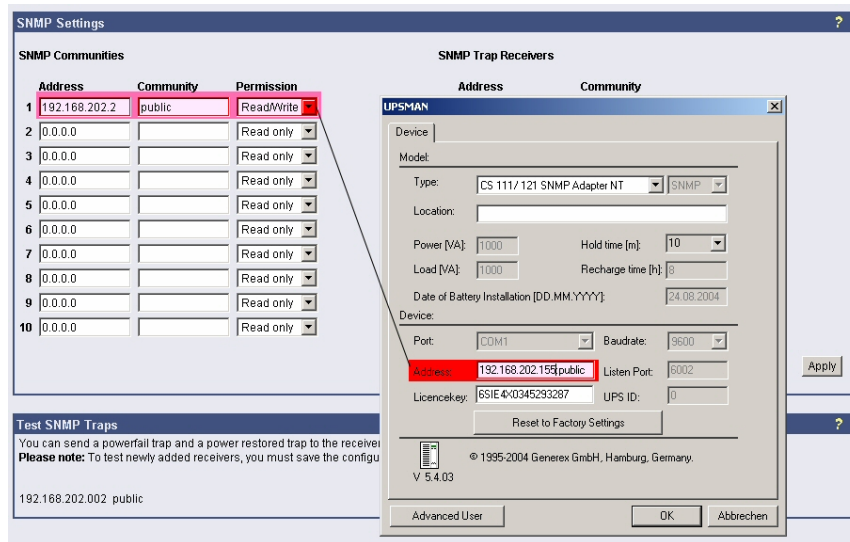 SNMP Settings ?
SNMP Communities
SNMP Trap Receivers
Address Community Permission
Address Community
1 192.168.202.2 public Read/Write
2 0.0.0.0 Read only
3 0.0.0.0 Read only
4 0.0.0.0 Read only
5 0.0.0.0 Read only
6 0.0.0.0 Read only
7 0.0.0.0 Read only
8 0.0.0.0 Read only
9 0.0.0.0 Read only
10 0.0.0.0 Read only
Apply
UPSMAN
Device
Model:
Type: CS 111/ 121 SNMP Adapter NT SNMP
Location:
Power [VA]: 1000 Hold time [m]: 10
Load [VA]: 1000 Recharge time [h]: 8
Date of Battery Installation [DD.MM.YYYY]: 24.08.2004
Device:
Port: COM1 Baudrate: 9600
Address: 192.168.202.155;public Listen Port: 6002
Licencekey: 6SIE4X0345293287 UPS ID: 0
Reset to Factory Settings
© 1995-2004 Generex GmbH, Hamburg, Germany.
V 5.4.03
Advanced User OK Abbrechen
Test SNMP Traps ?
You can send a powerfail trap and a power restored trap to the receiver
Please note: To test newly added receivers, you must save the configu
192.168.202.002 public